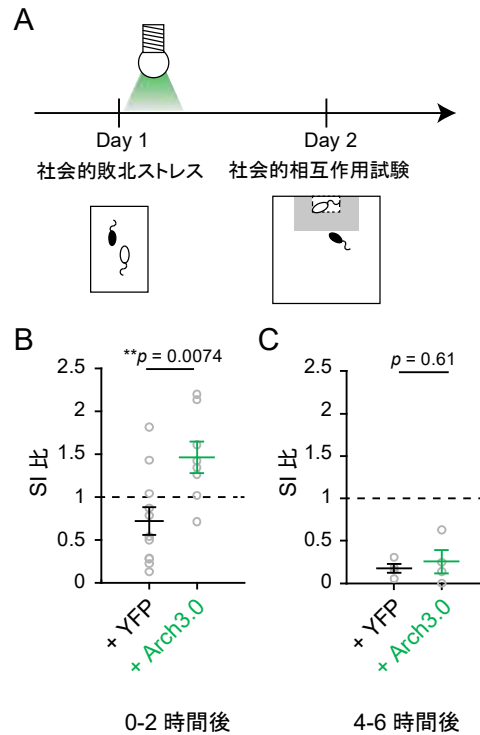 A
Day 1
Day 2
社会的敗北ストレス
社会的相互作用試験
B
**p = 0.0074
2.5
2
1.5
1
0.5
0
SI 比
+ YFP
+ Arch3.0
0-2 時間後
C
p = 0.61
2.5
2
1.5
1
0.5
0
SI 比
+ YFP
+ Arch3.0
4-6 時間後